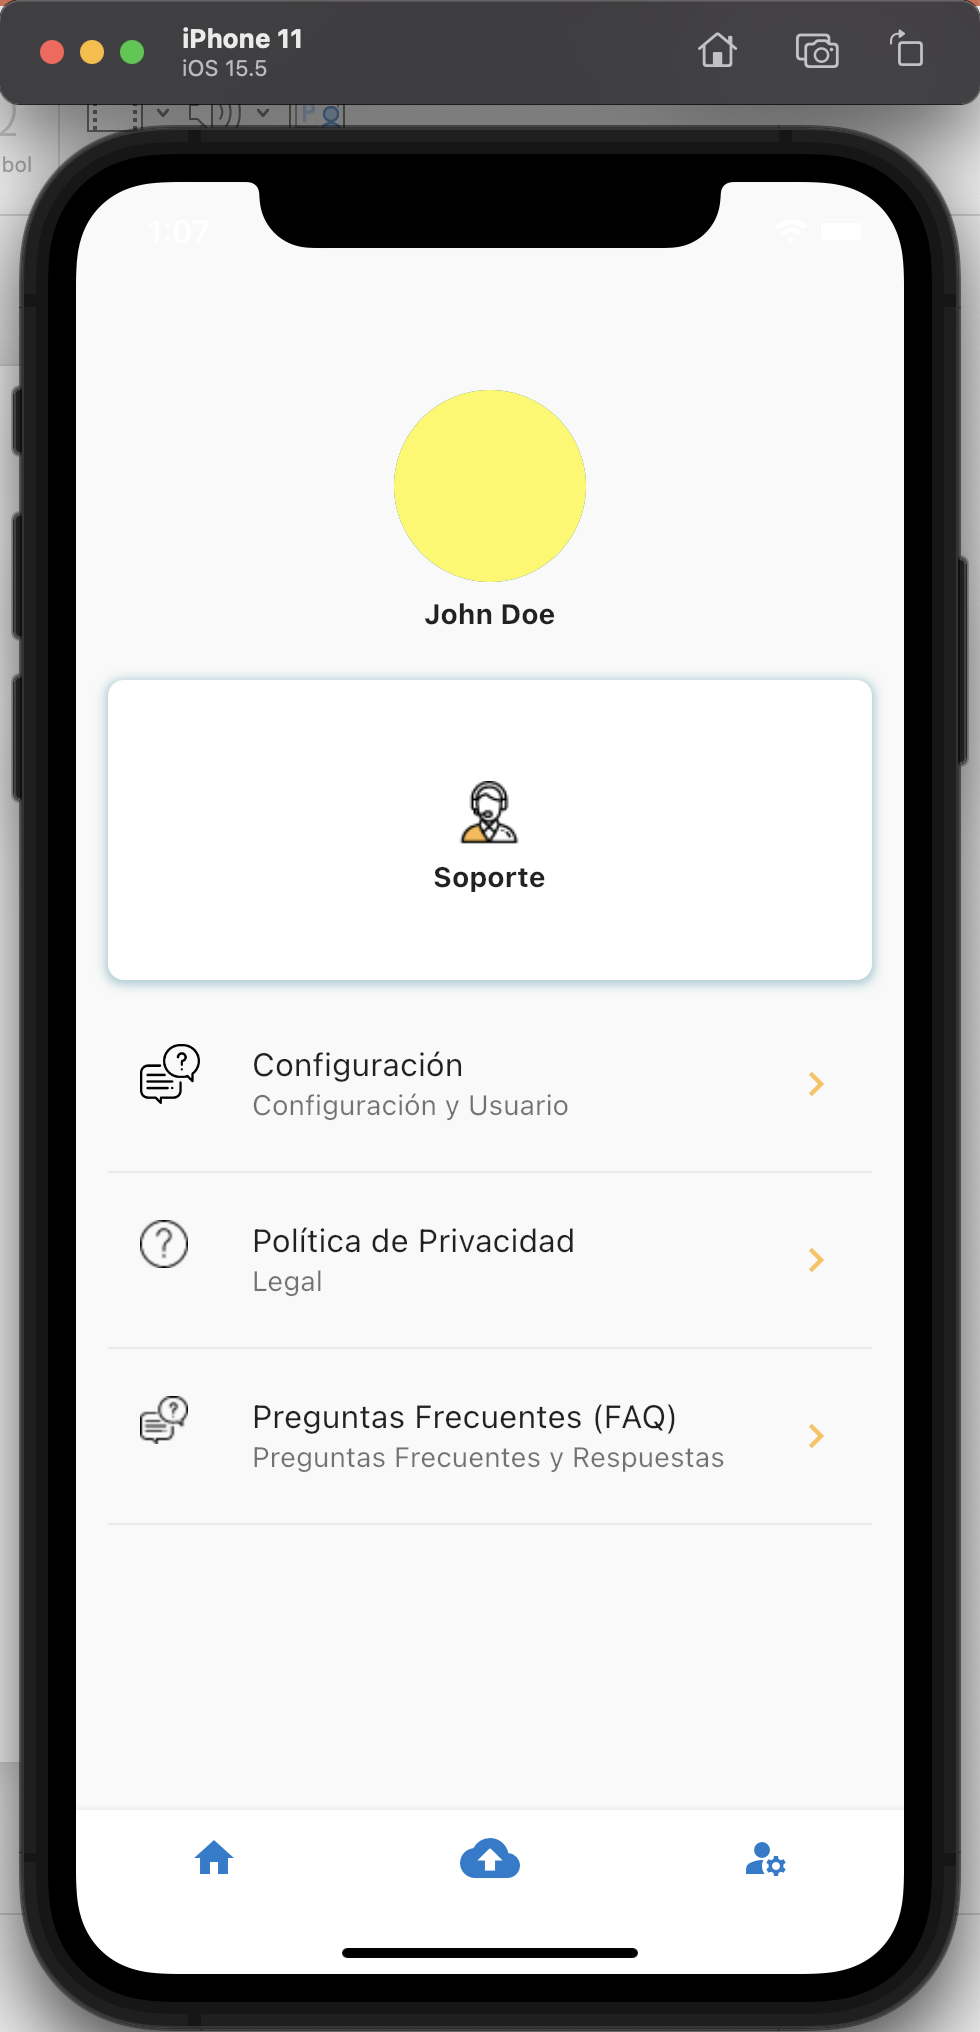 iPhone 11
iOS 15.5
bol
1:07
John Doe
Soporte
Configuración
Configuración y Usuario
Política de Privacidad
Legal
Preguntas Frecuentes (FAQ)
Preguntas Frecuentes y Respuestas